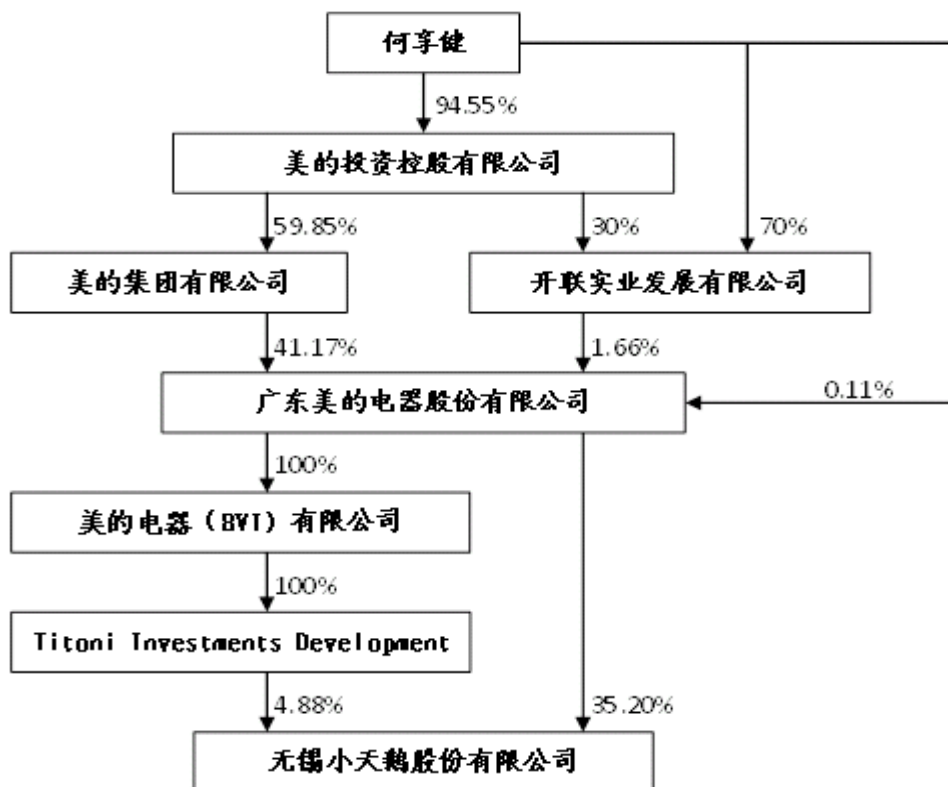 何享健
94.55%
美的投资控股有限公司
59.85%
30%
70%
美的集团有限公司
开联实业发展有限公司
41.17%
1.66%
广东美的电器股份有限公司
0.11%
100%
美的电器（BVI）有限公司
100%
Titoni Investments Development
4.88%
35.20%
无锡小天鹅股份有限公司